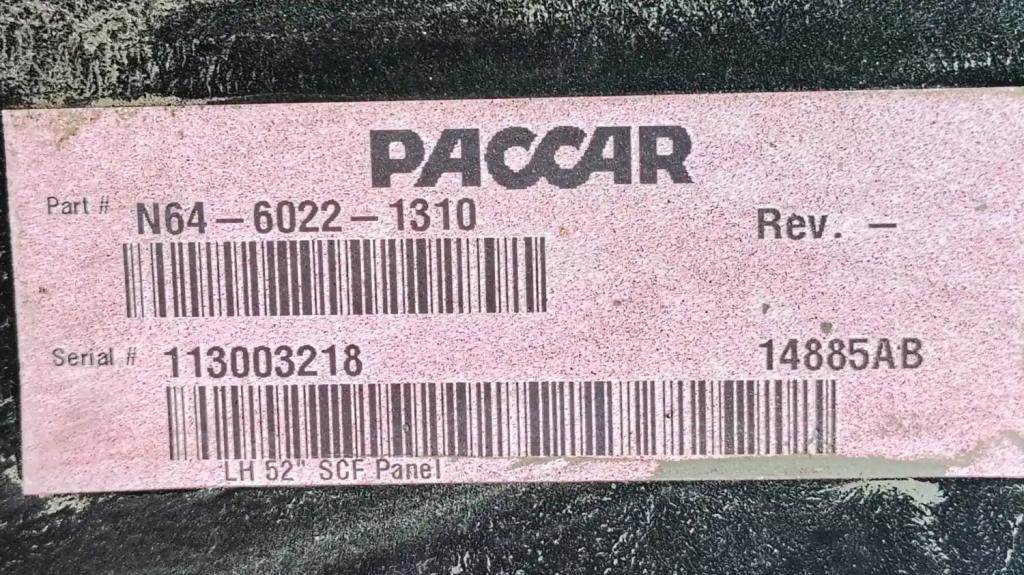 PACCAR
Part # N64-6022-1310 Rev. -
Serial # 113003218 14885AB
LH 52" SCF Panel